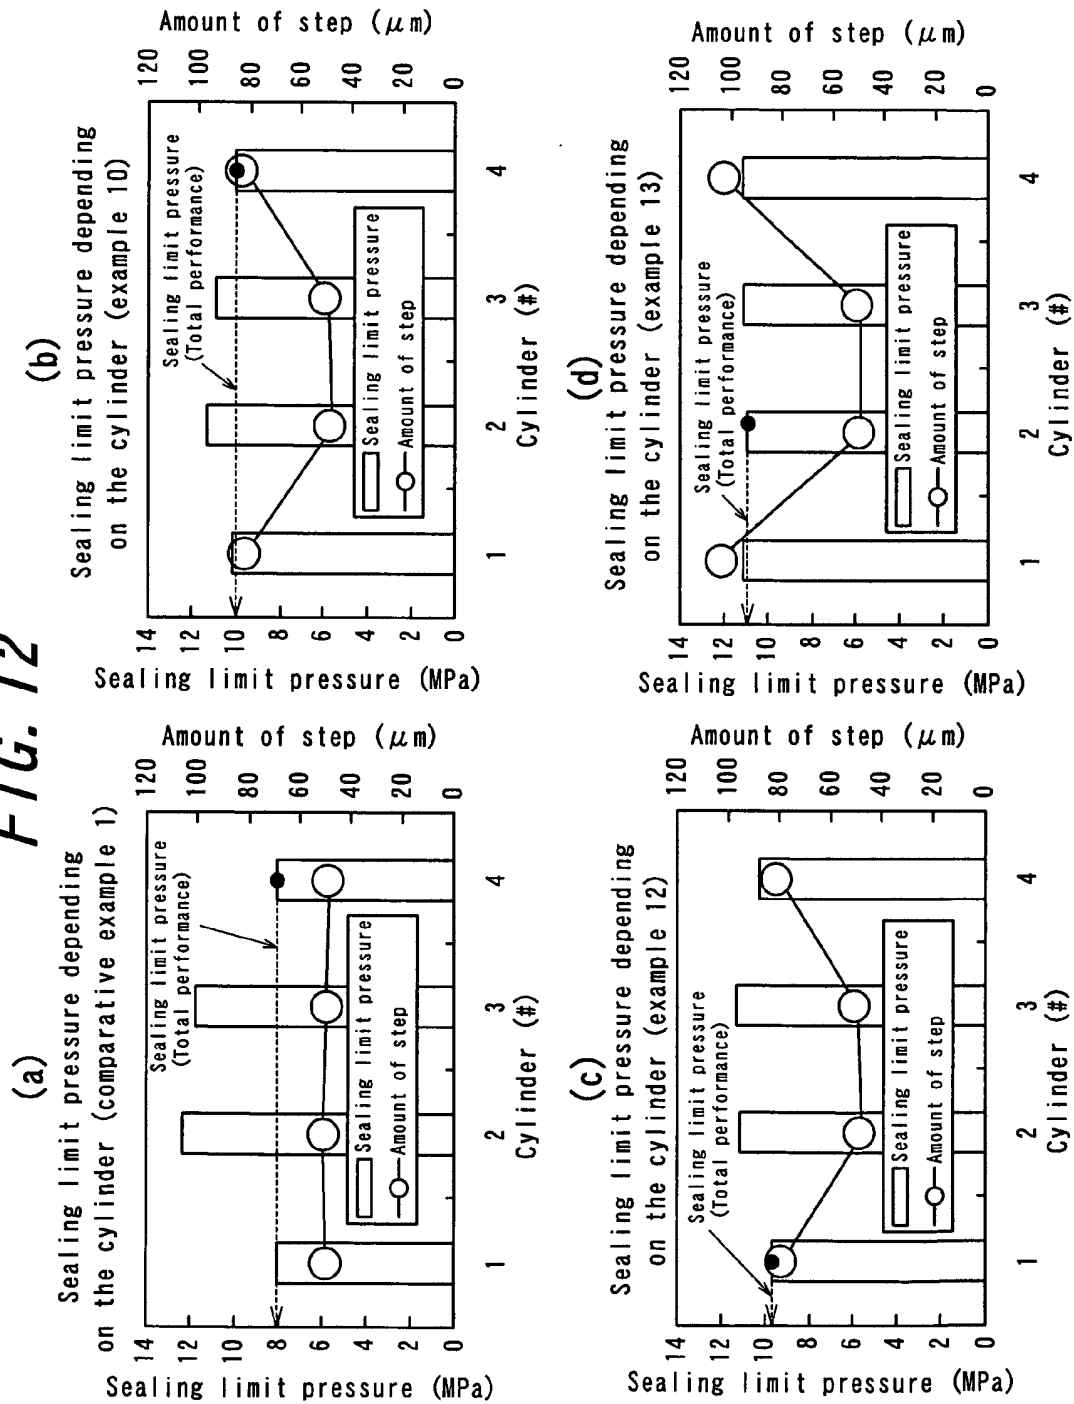 FIG. 12
(a)
Sealing limit pressure depending
on the cylinder (comparative example 1)
Sealing limit pressure
(Total performance)
Sealing limit pressure (MPa)
14
12
10
8
6
4
2
0
Amount of step (μm)
120
100
80
60
40
20
0
Sealing limit pressure
Amount of step
1
2
3
4
Cylinder (#)
(b)
Sealing limit pressure depending
on the cylinder (example 10)
Sealing limit pressure
(Total performance)
Sealing limit pressure (MPa)
14
12
10
8
6
4
2
0
Amount of step (μm)
120
100
80
60
40
20
0
Sealing limit pressure
Amount of step
1
2
3
4
Cylinder (#)
(c)
Sealing limit pressure depending
on the cylinder (example 12)
Sealing limit pressure
(Total performance)
Sealing limit pressure (MPa)
14
12
10
8
6
4
2
0
Amount of step (μm)
120
100
80
60
40
20
0
Sealing limit pressure
Amount of step
1
2
3
4
Cylinder (#)
(d)
Sealing limit pressure depending
on the cylinder (example 13)
Sealing limit pressure
(Total performance)
Sealing limit pressure (MPa)
14
12
10
8
6
4
2
0
Amount of step (μm)
120
100
80
60
40
20
0
Sealing limit pressure
Amount of step
1
2
3
4
Cylinder (#)